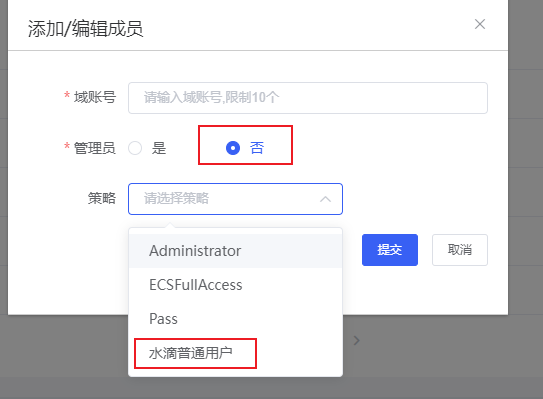 添加/编辑成员
* 域账号 请输入域账号,限制10个
* 管理员 是 否
策略 请选择策略
Administrator
提交 取消
ECSFullAccess
Pass
水滴普通用户